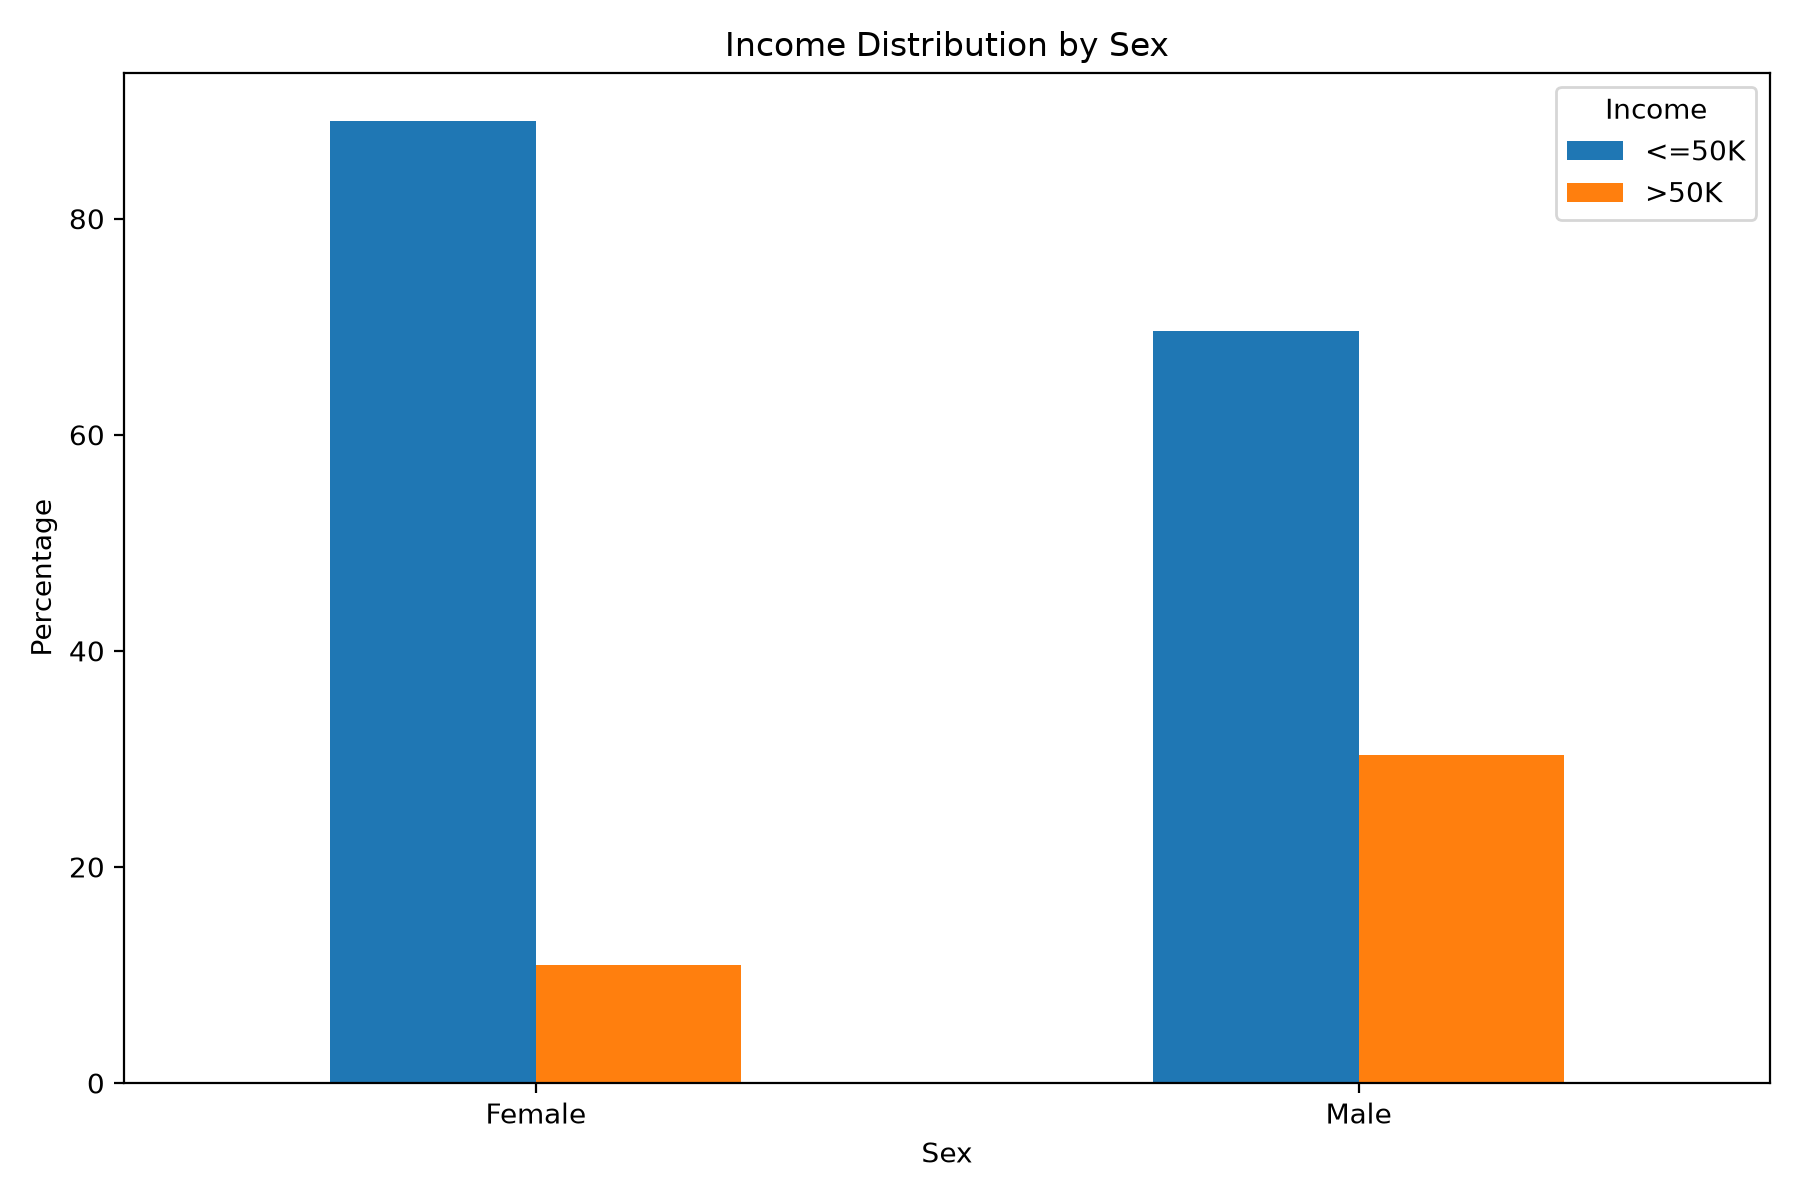 Income Distribution by Sex
Income
<=50K
>50K
80
60
40
20
0
Percentage
Female
Male
Sex